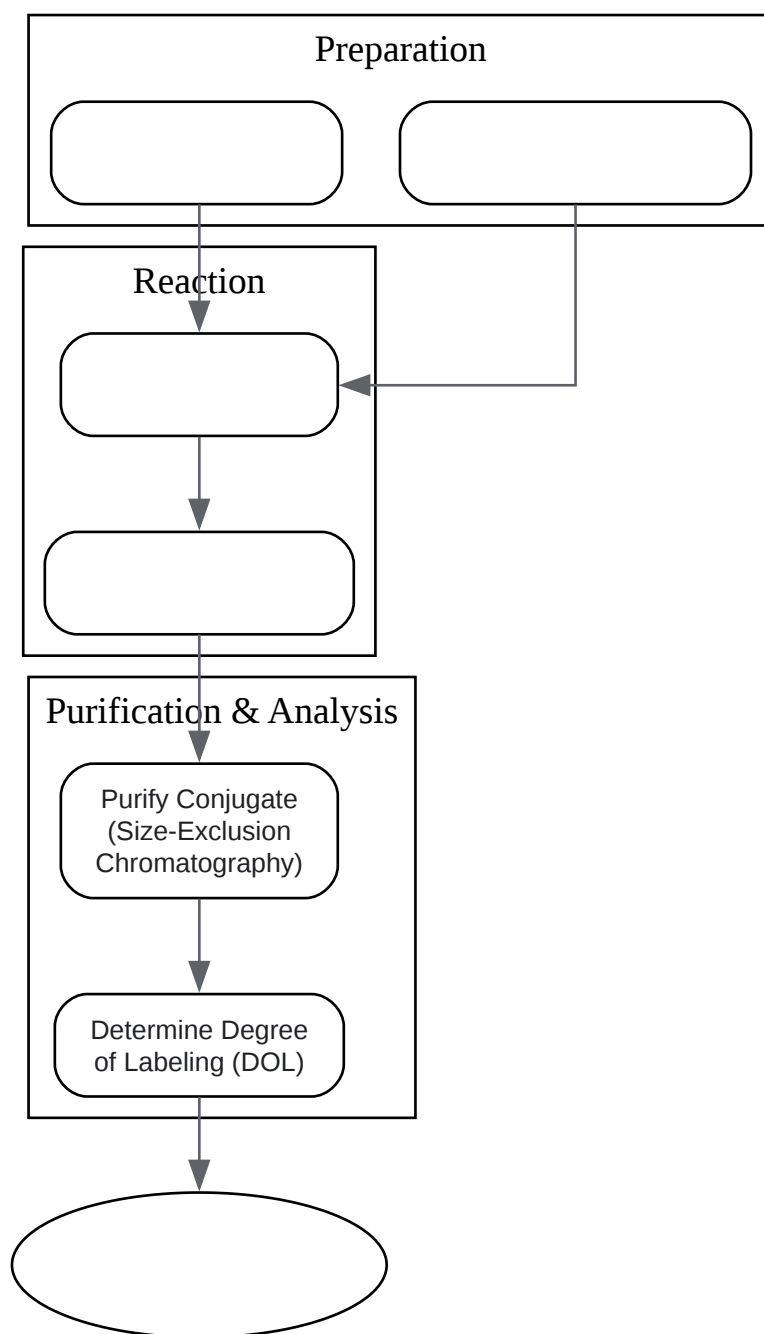 Preparation
Reaction
Purification & Analysis
Purify Conjugate
(Size-Exclusion
Chromatography)
Determine Degree
of Labeling (DOL)